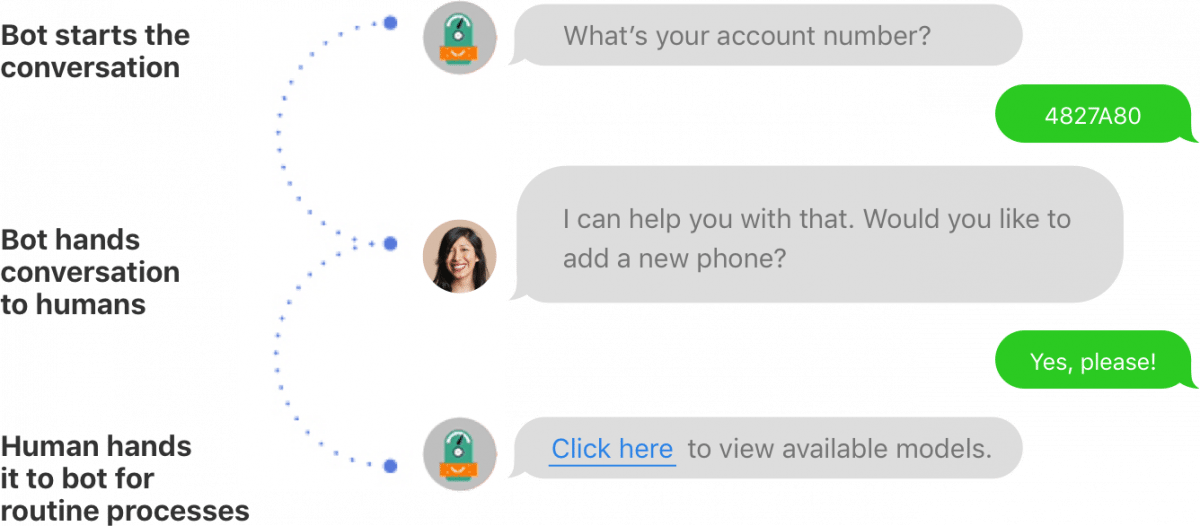 Bot starts the
conversation
What’s your account number?
4827A80
Bot hands
conversation
to humans
I can help you with that. Would you like to
add a new phone?
Yes, please!
Human hands
it to bot for
routine processes
Click here to view available models.